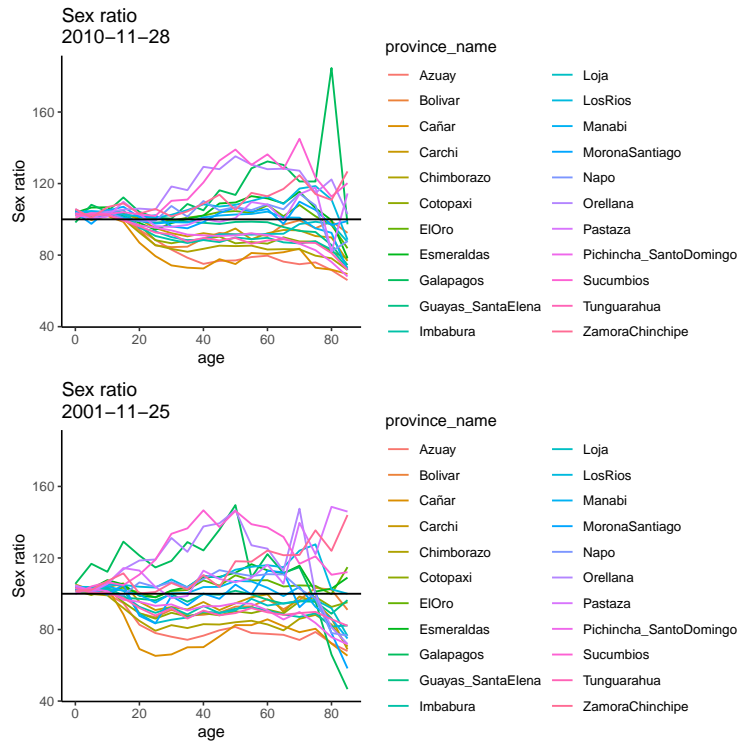 Sex ratio
2010−11−28
Sex ratio
160
120
80
40
0
20
40
60
80
age
province_name
Azuay
Bolivar
Cañar
Carchi
Chimborazo
Cotopaxi
ElOro
Esmeraldas
Galapagos
Guayas_SantaElena
Imbabura
Loja
LosRios
Manabi
MoronaSantiago
Napo
Orellana
Pastaza
Pichincha_SantoDomingo
Sucumbios
Tunguarahua
ZamoraChinchipe
Sex ratio
2001−11−25
Sex ratio
160
120
80
40
0
20
40
60
80
age
province_name
Azuay
Bolivar
Cañar
Carchi
Chimborazo
Cotopaxi
ElOro
Esmeraldas
Galapagos
Guayas_SantaElena
Imbabura
Loja
LosRios
Manabi
MoronaSantiago
Napo
Orellana
Pastaza
Pichincha_SantoDomingo
Sucumbios
Tunguarahua
ZamoraChinchipe